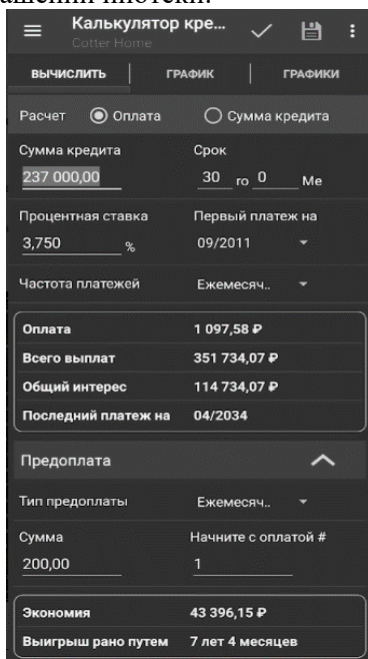 Калькулятор кре...
Cotter Home
ВЫЧИСЛИТЬ ГРАФИК ГРАФИКИ
Расчет Оплата Сумма кредита
Сумма кредита Срок
237 000,00 30 го 0 Ме
Процентная ставка Первый платеж на
3,750 % 09/2011
Частота платежей Ежемесяч..
Оплата 1 097,58 ₽
Всего выплат 351 734,07 ₽
Общий интерес 114 734,07 ₽
Последний платеж на 04/2034
Предоплата
Тип предоплаты Ежемесяч..
Сумма Начните с оплатой #
200,00 1
Экономия 43 396,15 ₽
Выигрыш рано путем 7 лет 4 месяцев